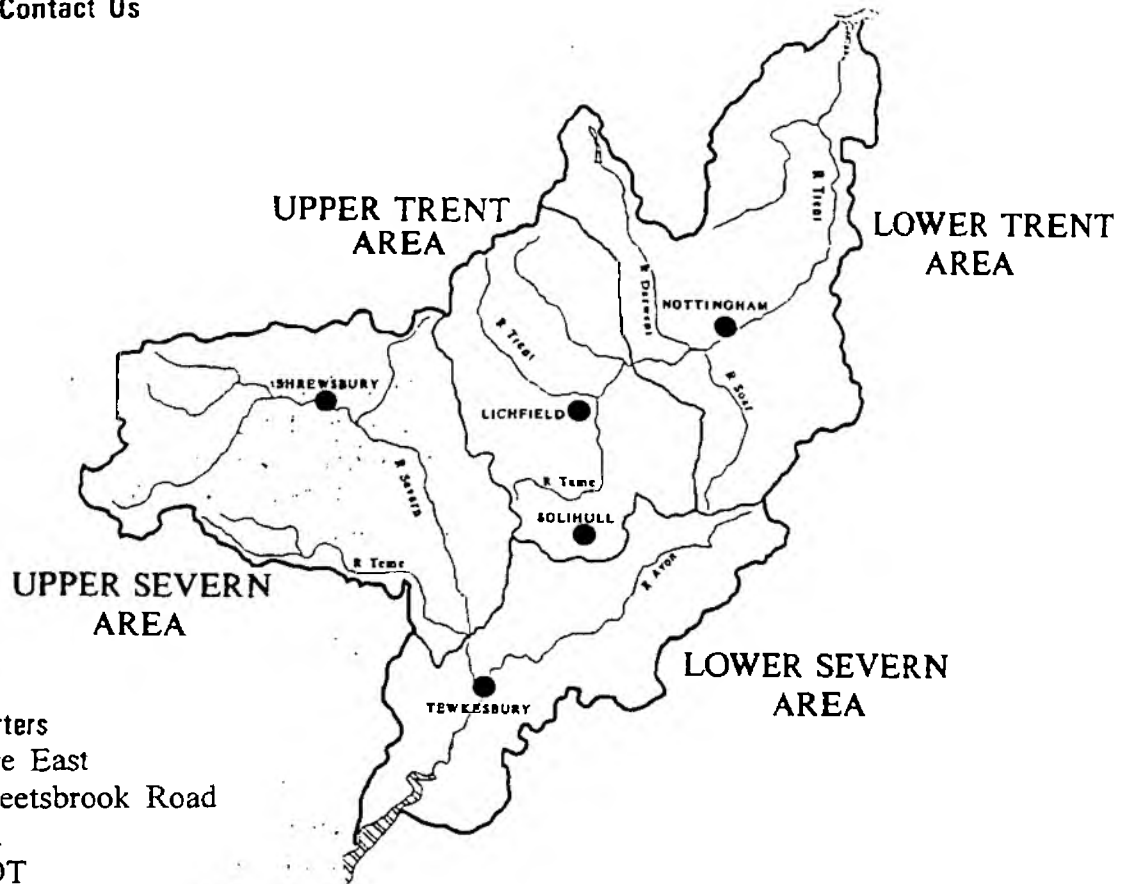 Contact Us
UPPER TRENT
AREA
LOWER TRENT
AREA
R Trent
R Derwent
NOTTINGHAM
R Trent
R Soar
SHREWSBURY
LICHFIELD
R Severn
R Tame
SOLIHULL
R Teme
R Avon
UPPER SEVERN
AREA
LOWER SEVERN
AREA
TEWKESBURY
rters
e East
eetsbrook Road
OT